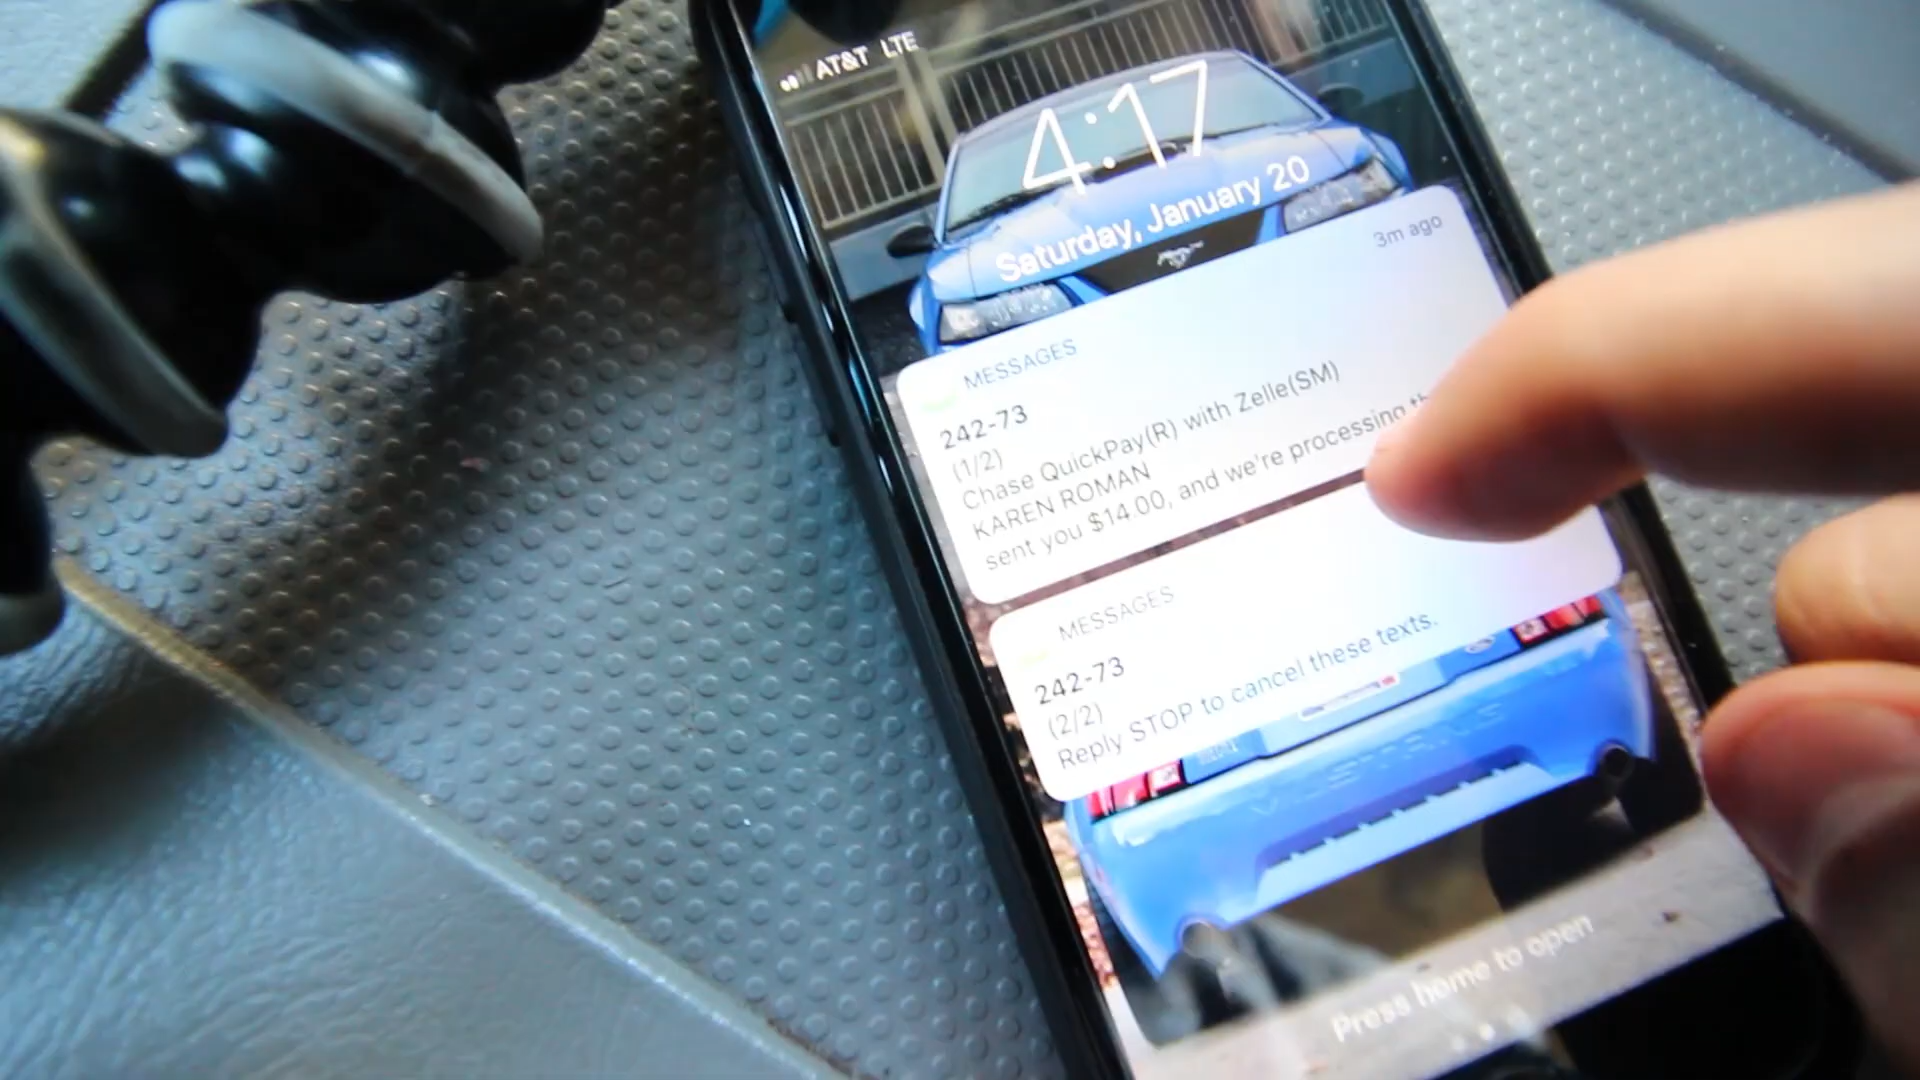 AT&T LTE
4:17
Saturday, January 20
MESSAGES
3m ago
242-73
(1/2)
Chase QuickPay(R) with Zelle(SM)
KAREN ROMAN
sent you $14.00, and we're processing
MESSAGES
242-73
(2/2)
Reply STOP to cancel these texts.
MUSTANG
Press home to open